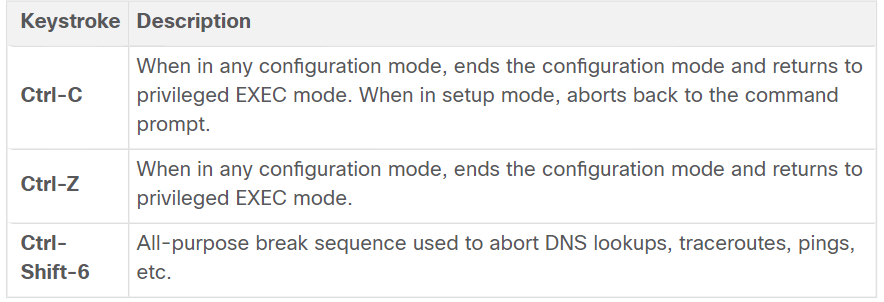 Keystroke Description
Ctrl-C
When in any configuration mode, ends the configuration mode and returns to
privileged EXEC mode. When in setup mode, aborts back to the command
prompt.
Ctrl-Z
When in any configuration mode, ends the configuration mode and returns to
privileged EXEC mode.
Ctrl-
Shift-6
All-purpose break sequence used to abort DNS lookups, traceroutes, pings,
etc.